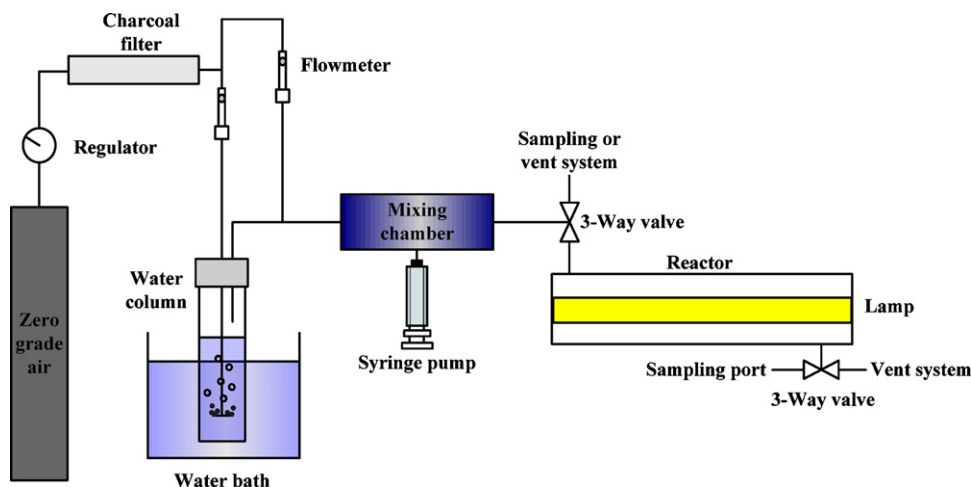 Charcoal
filter
Flowmeter
Regulator
Sampling or
vent system
3-Way valve
Mixing
chamber
Reactor
Water
column
Lamp
Zero
grade
air
Syringe pump
Sampling port
Vent system
3-Way valve
Water bath